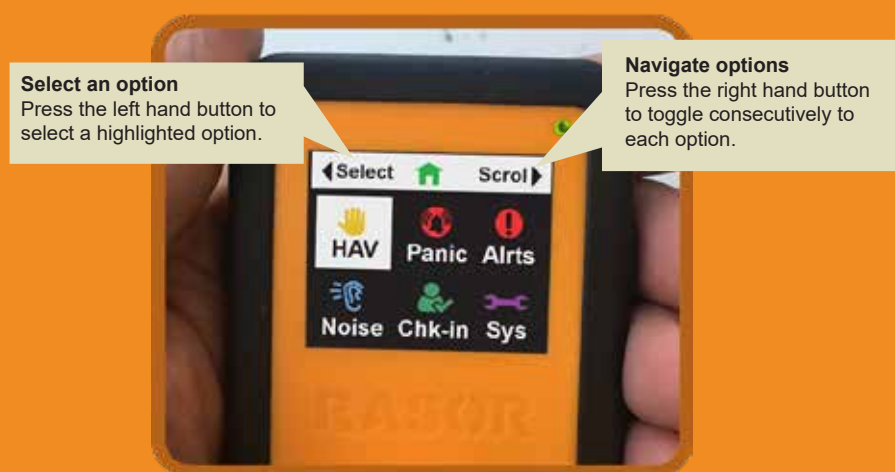 Select an option
Press the left hand button to
select a highlighted option.
Navigate options
Press the right hand button
to toggle consecutively to
each option.
Select Scrol
HAV Panic Alrts
Noise Chk-in Sys